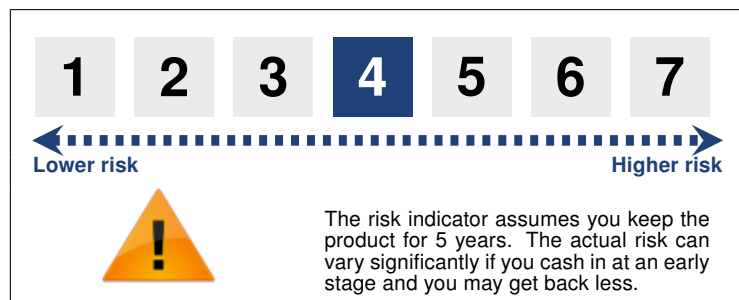 1 2 3 4 5 6 7
Lower risk Higher risk
!
The risk indicator assumes you keep the
product for 5 years. The actual risk can
vary significantly if you cash in at an early
stage and you may get back less.